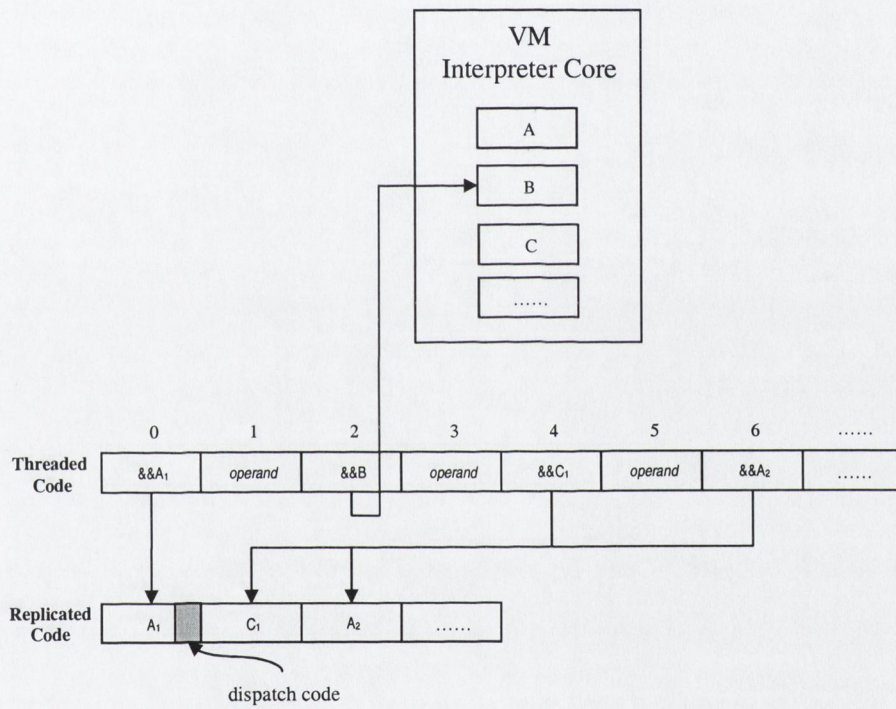 VM
Interpreter Core
A
B
C
......
0 1 2 3 4 5 6 ......
Threaded
Code
&&A₁ operand &&B operand &&C₁ operand &&A₂ ......
Replicated
Code
A₁ C₁ A₂ ......
dispatch code